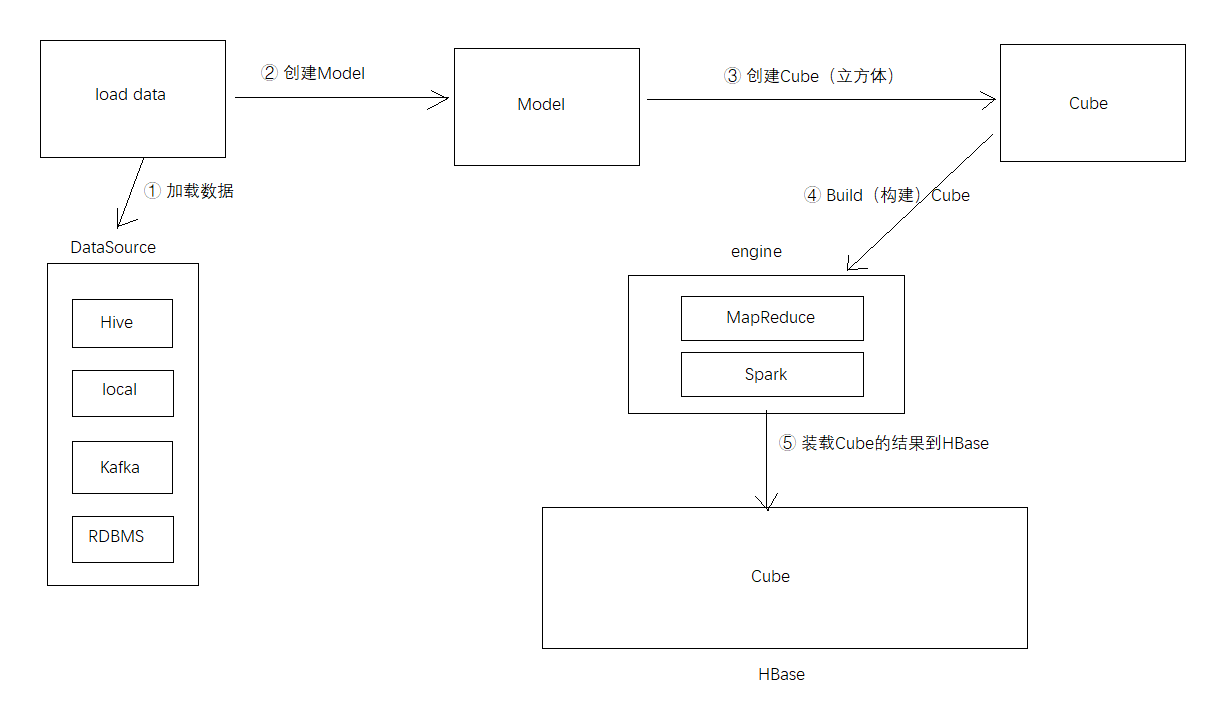 load data
② 创建Model
Model
③ 创建Cube（立方体）
Cube
① 加载数据
④ Build（构建）Cube
DataSource
Hive
local
Kafka
RDBMS
engine
MapReduce
Spark
⑤ 装载Cube的结果到HBase
Cube
HBase